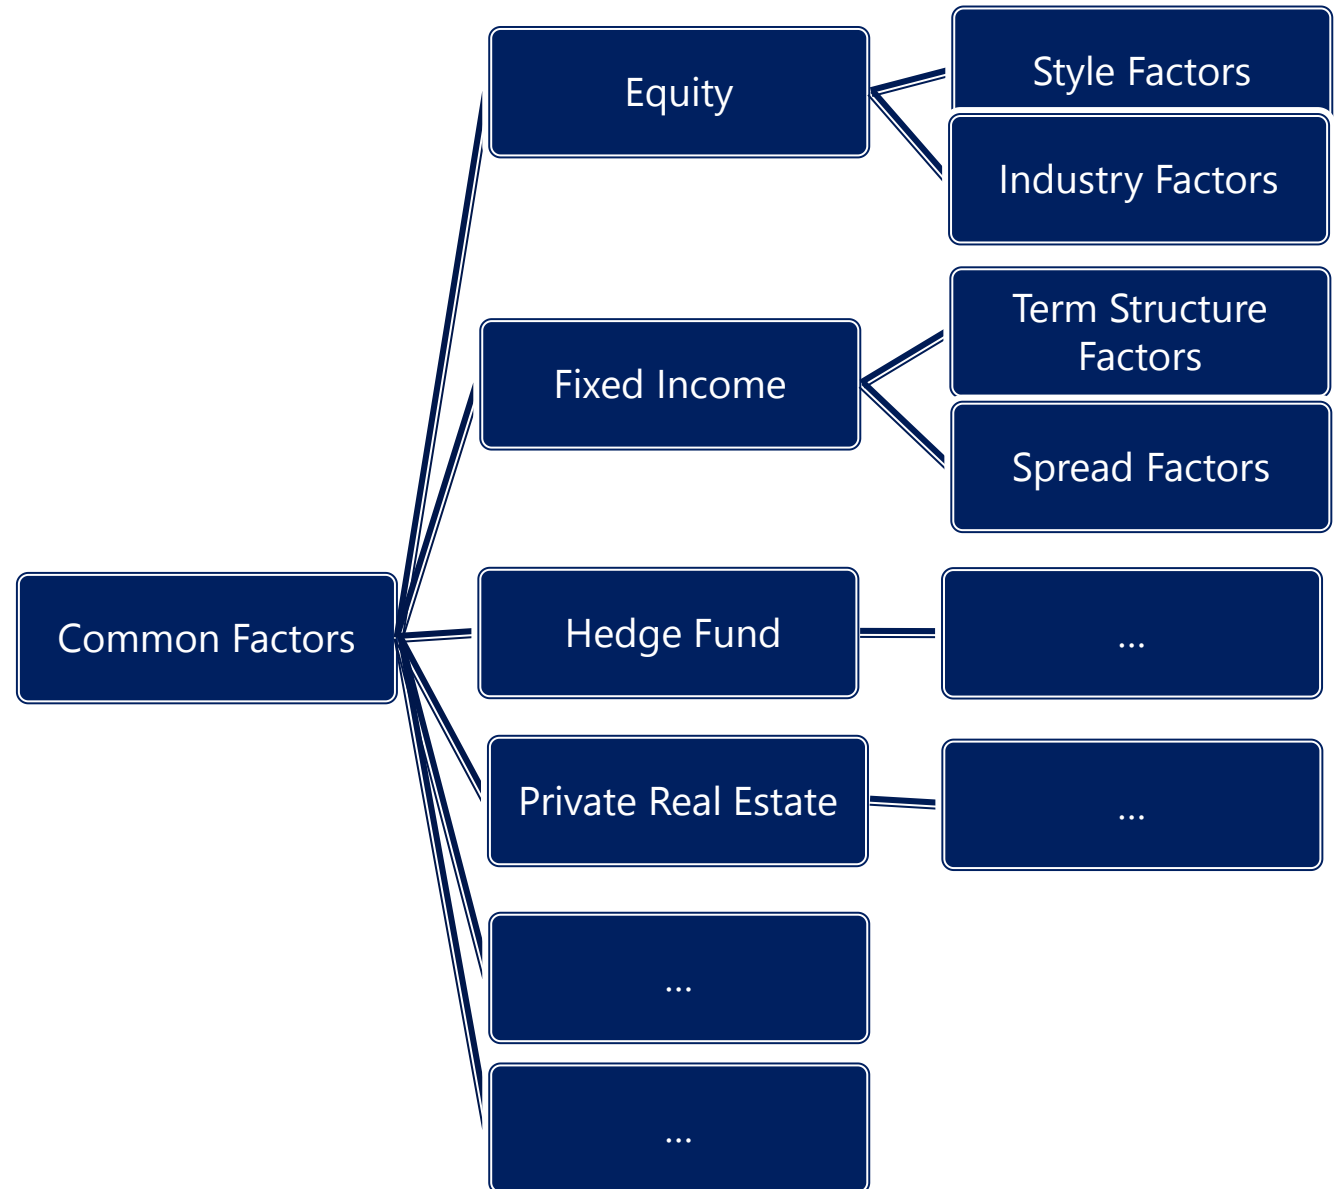 Equity
Style Factors
Industry Factors
Fixed Income
Term Structure
Factors
Spread Factors
Common Factors
Hedge Fund
...
Private Real Estate
...
...
...